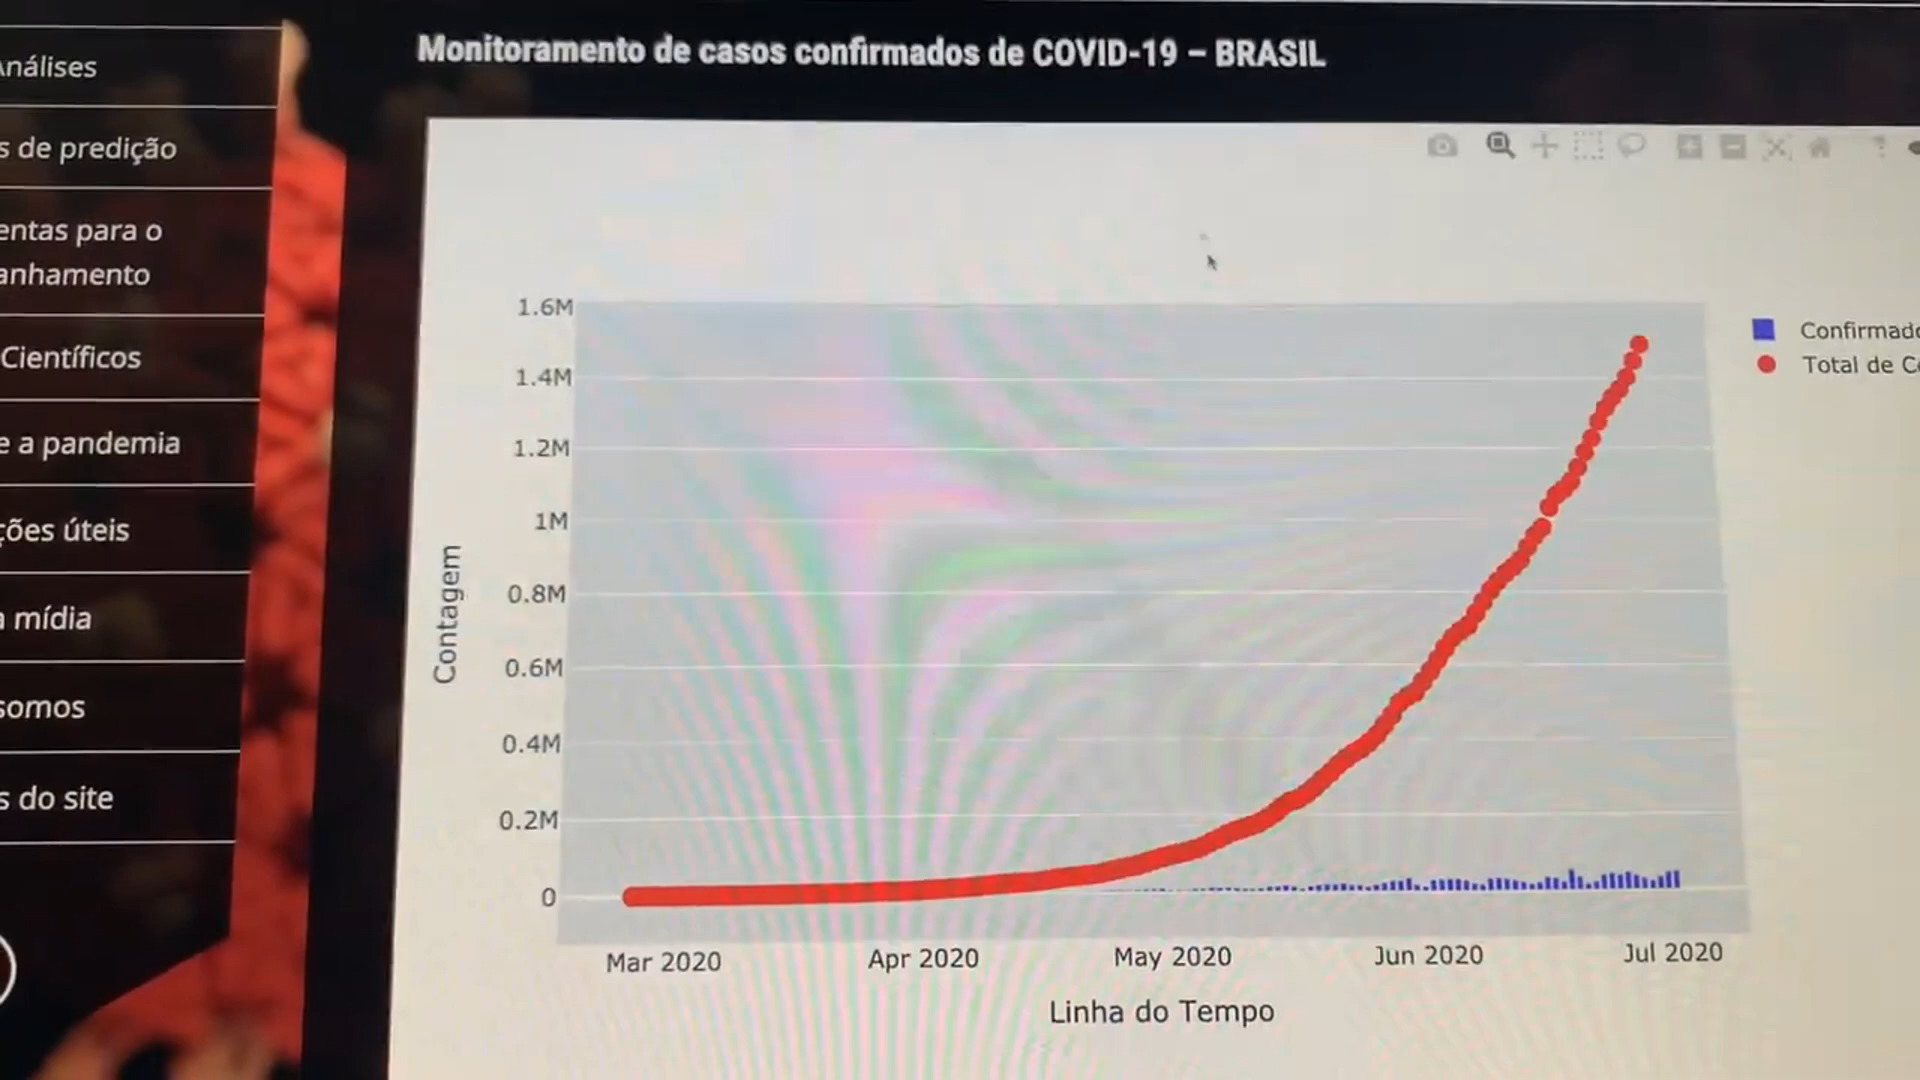 Monitoramento de casos confirmados de COVID-19 – BRASIL
Análises
s de predição
entas para o
anhamento
Científicos
e a pandemia
ções úteis
a mídia
somos
s do site
1.6M
1.4M
1.2M
1M
0.8M
0.6M
0.4M
0.2M
0
Contagem
Mar 2020 Apr 2020 May 2020 Jun 2020 Jul 2020
Linha do Tempo
Confirmado
Total de C